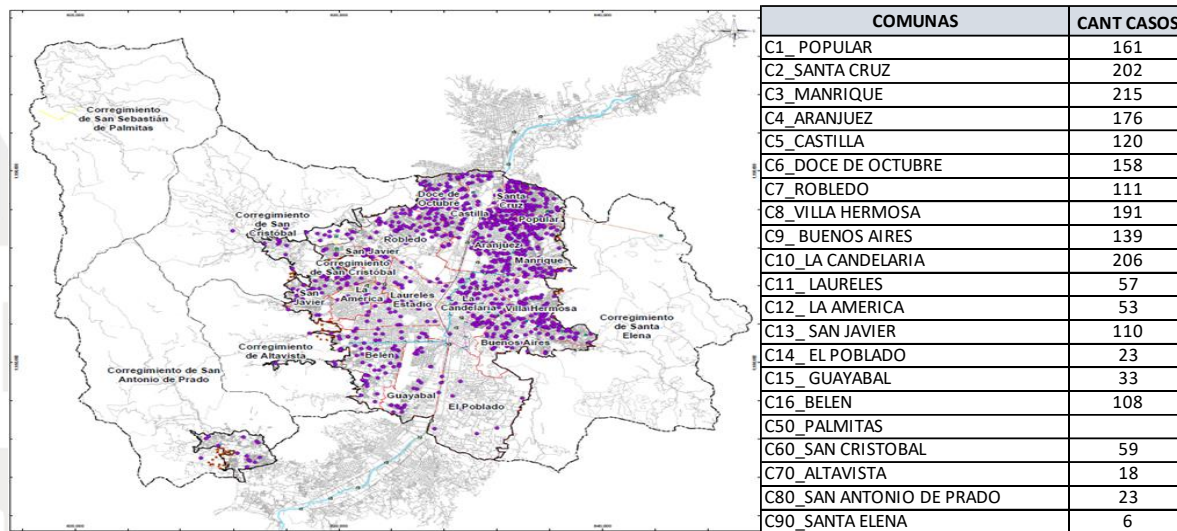 Corregimiento
de San Sebastián
de Palmitas
Corregimiento
de San
Cristóbal
Doce de
Octubre
Castilla
Santa
Cruz
Popular
Robledo
Aranjuez
San Javier
Corregimiento
de San Cristóbal
Manrique
San
Javier
La
América
Laureles
Estadio
La
Candelaria
Villa Hermosa
Corregimiento
de Santa
Elena
Buenos Aires
Corregimiento
de Altavista
Belén
Corregimiento de San
Antonio de Prado
Guayabal
El Poblado
COMUNAS CANT CASOS
C1_ POPULAR 161
C2_SANTA CRUZ 202
C3_MANRIQUE 215
C4_ARANJUEZ 176
C5_CASTILLA 120
C6_DOCE DE OCTUBRE 158
C7_ROBLEDO 111
C8_VILLA HERMOSA 191
C9_ BUENOS AIRES 139
C10_LA CANDELARIA 206
C11_ LAURELES 57
C12_ LA AMERICA 53
C13_ SAN JAVIER 110
C14_ EL POBLADO 23
C15_ GUAYABAL 33
C16_BELEN 108
C50_PALMITAS
C60_SAN CRISTOBAL 59
C70_ALTAVISTA 18
C80_SAN ANTONIO DE PRADO 23
C90_SANTA ELENA 6